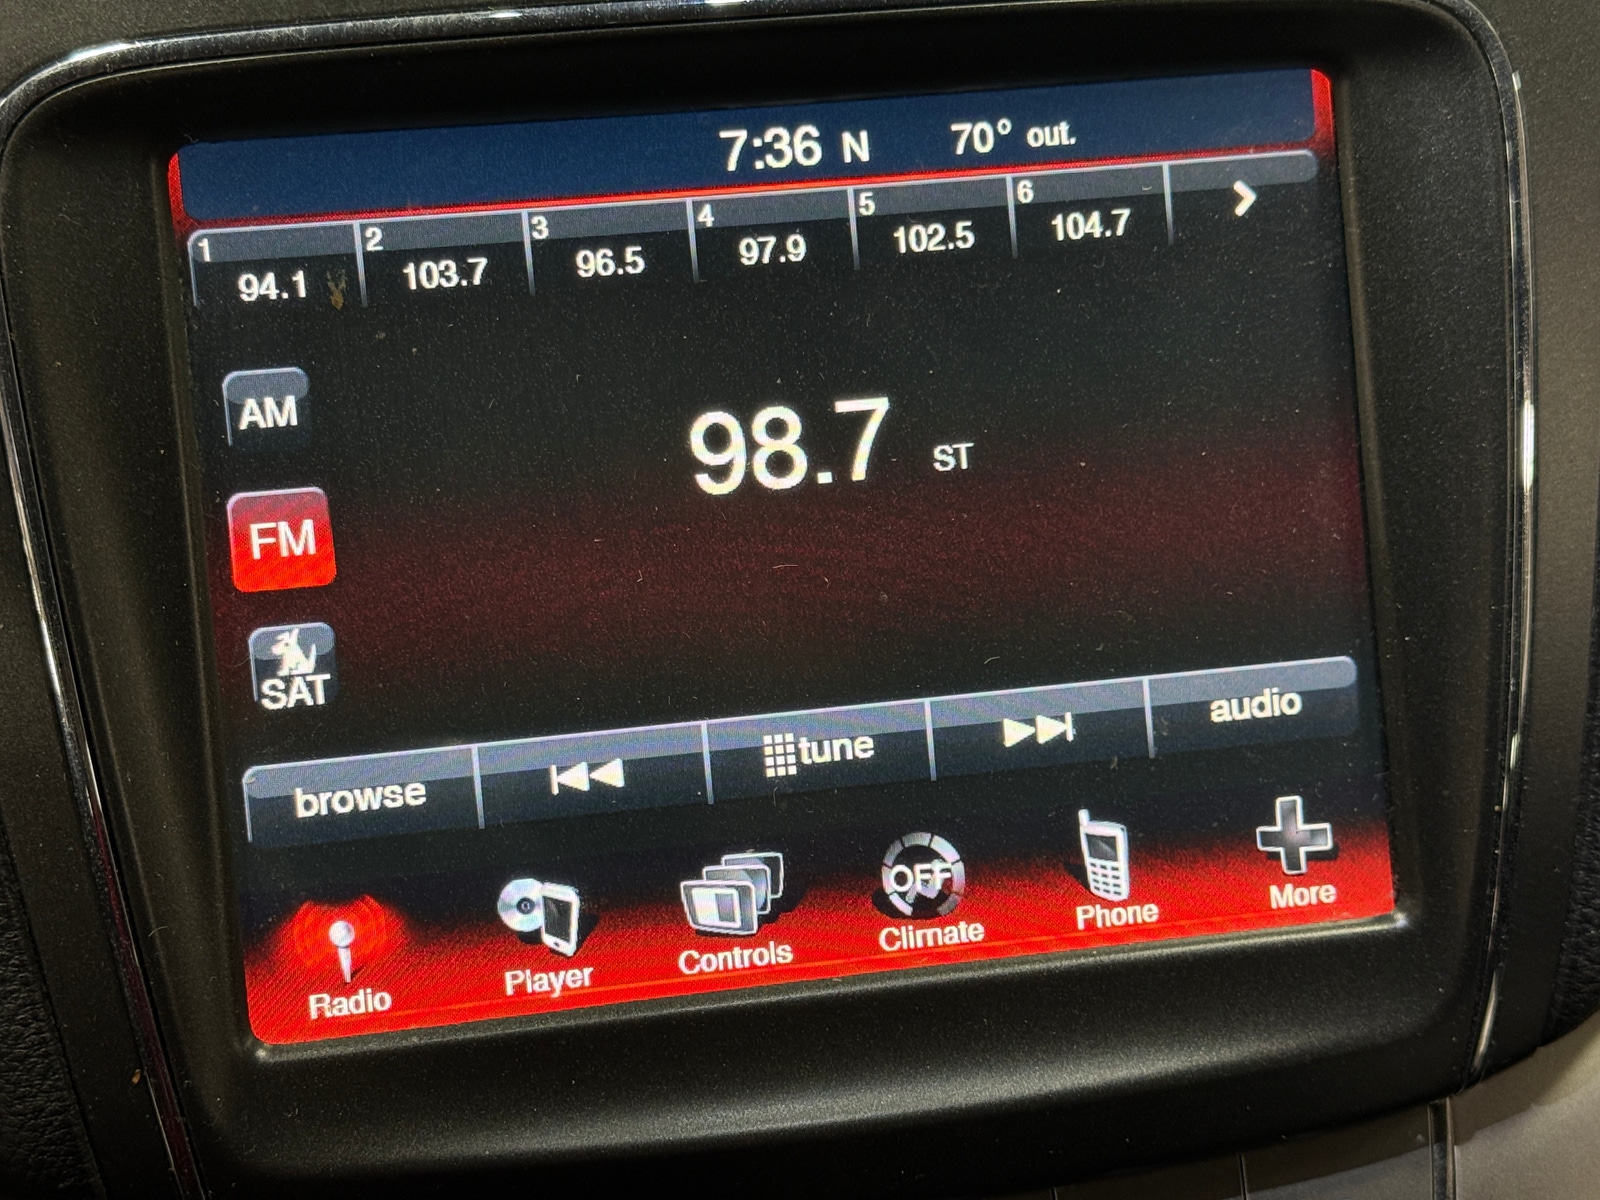 7:36 N 70° out.
1 2 3 4 5 6
94.1 103.7 96.5 97.9 102.5 104.7
AM
98.7 ST
FM
SAT
browse tune audio
OFF
Radio Player Controls Climate Phone More